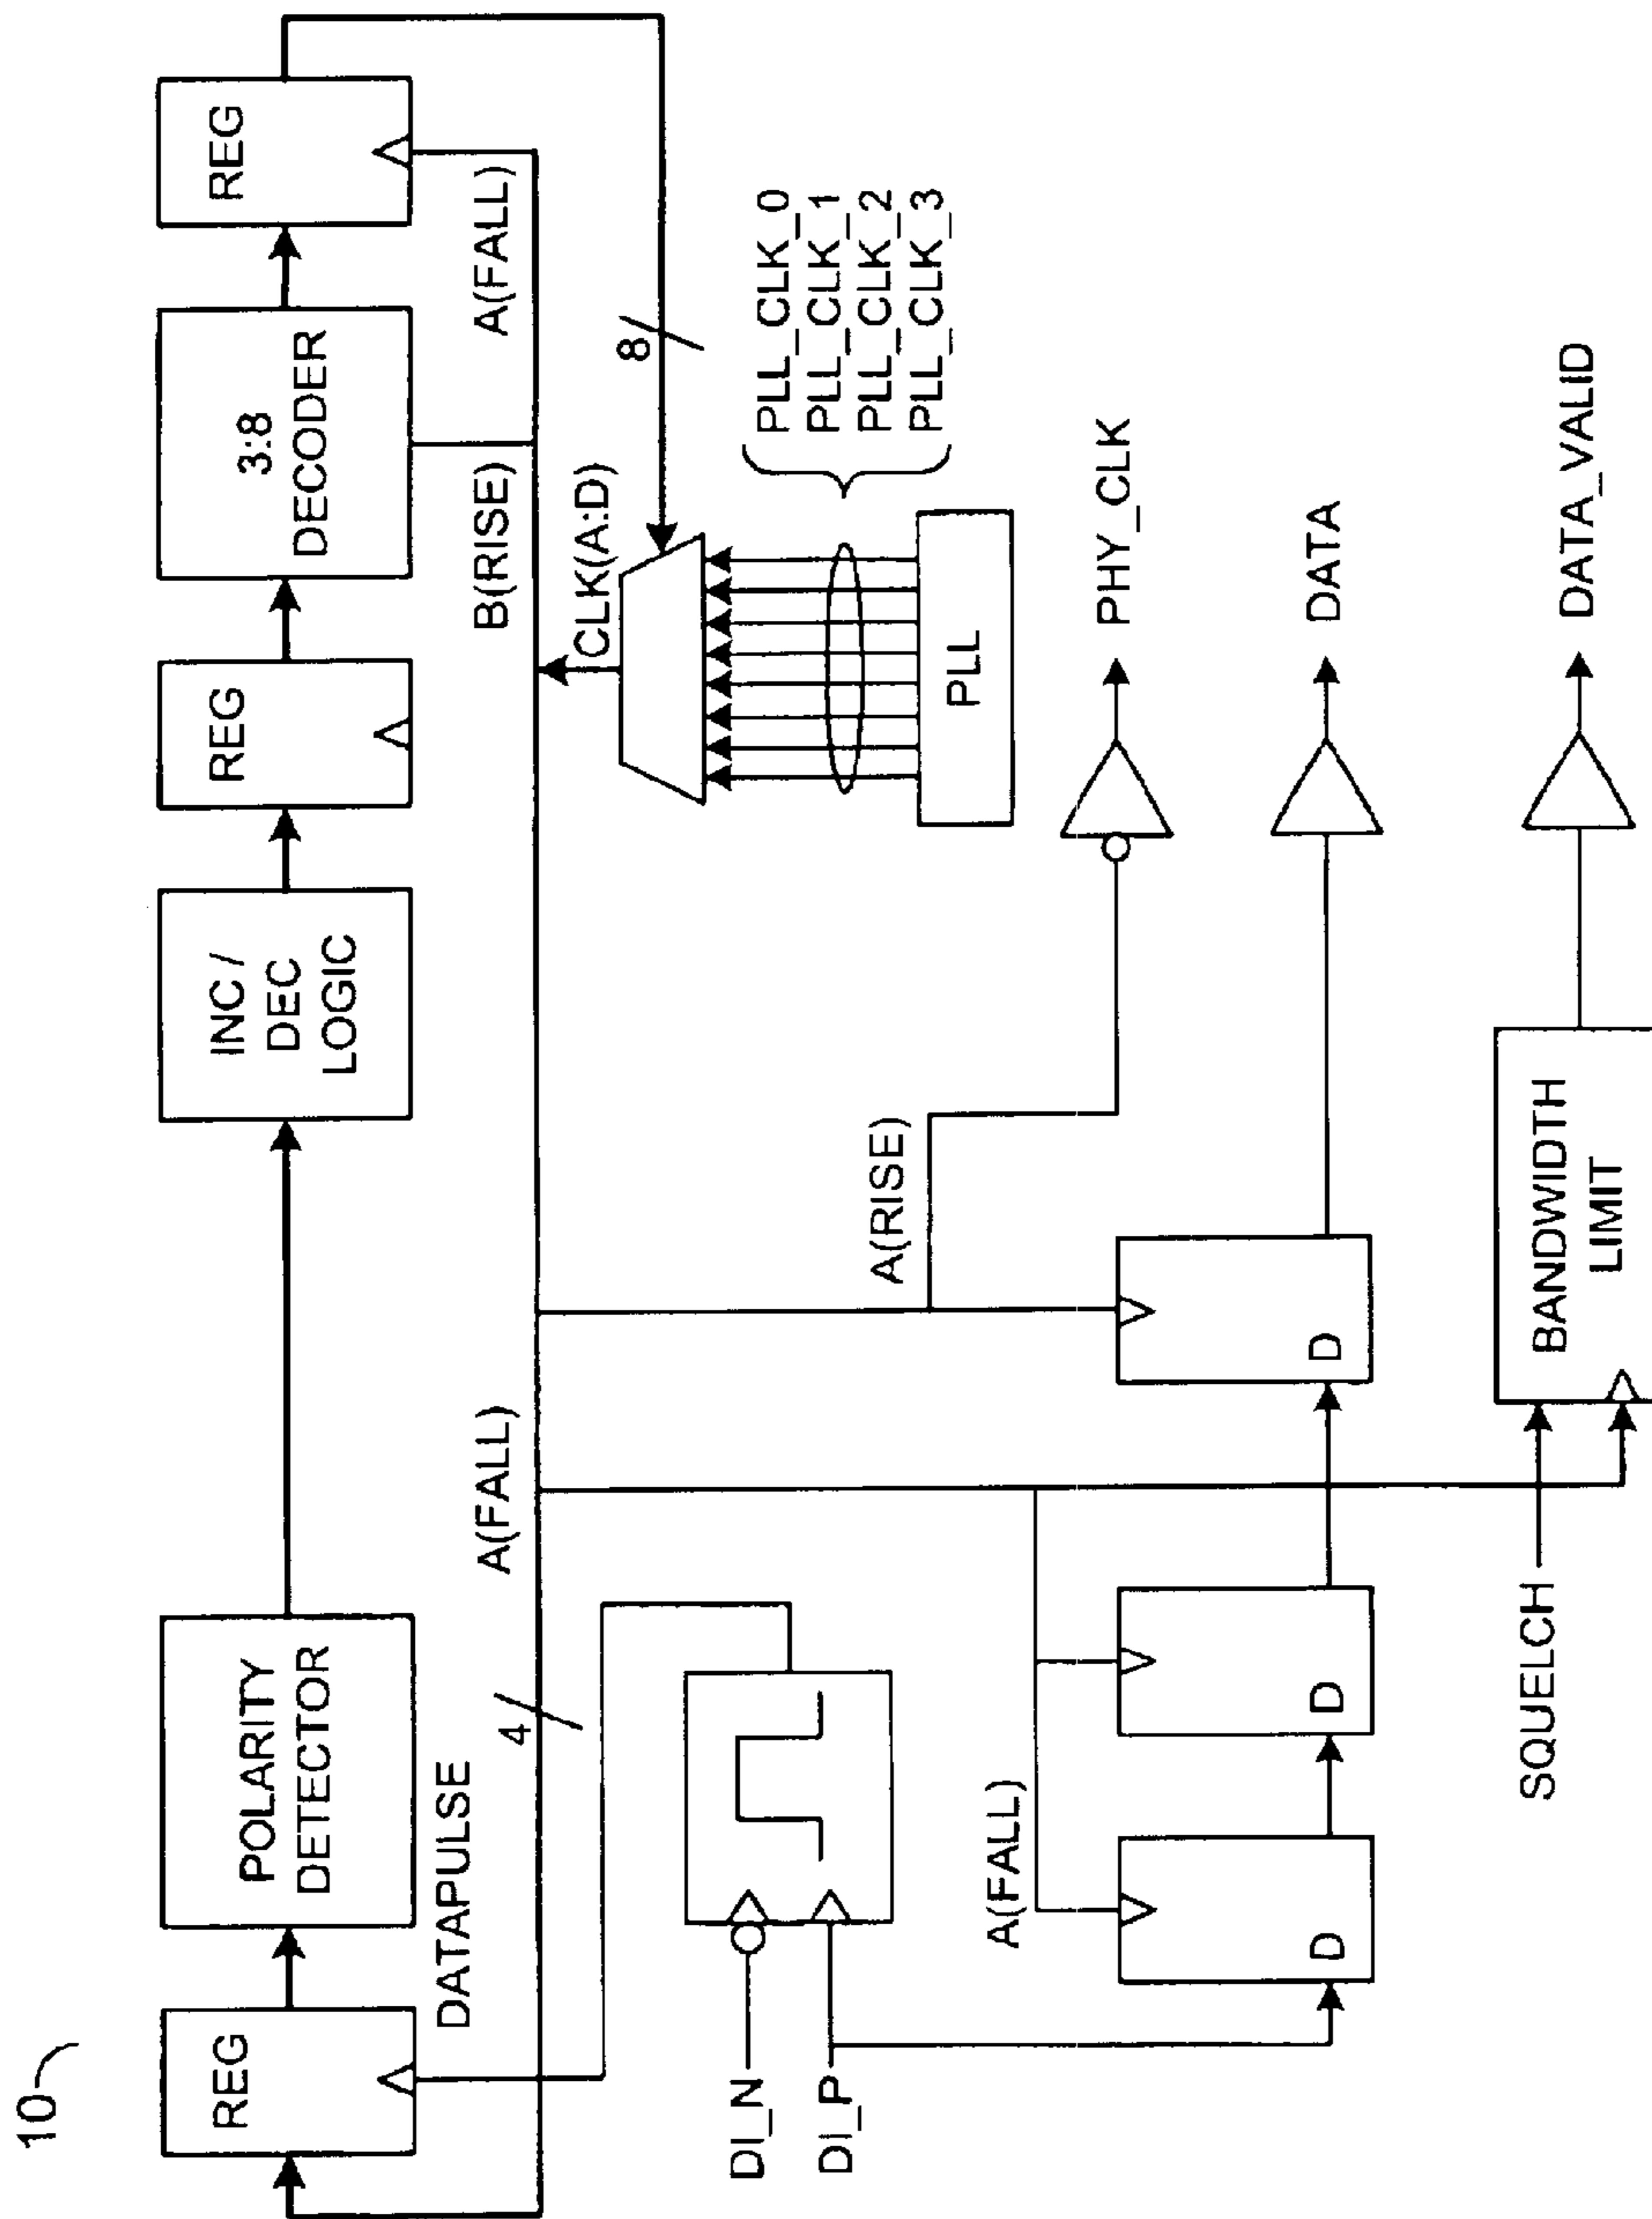 10
REG
POLARITY
DETECTOR
INC /
DEC
LOGIC
REG
3:8
DECODER
REG
DATAPULSE
4
A(FALL)
B(RISE)
A(FALL)
CLK(A:D)
8
PLL_CLK_0
PLL_CLK_1
PLL_CLK_2
PLL_CLK_3
PLL
DI_N
DI_P
A(FALL)
A(RISE)
PHY_CLK
D
D
D
DATA
SQUELCH
BANDWIDTH
LIMIT
DATA_VALID